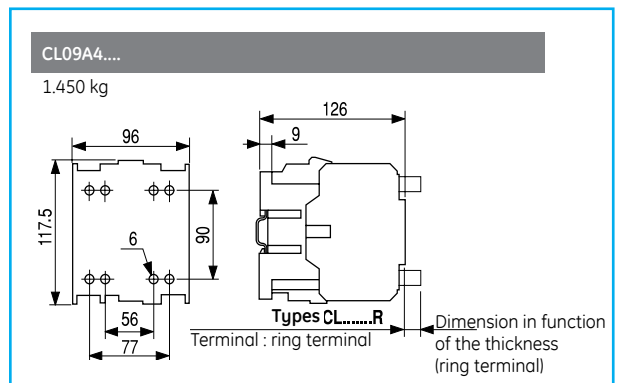 CL09A4....
1.450 kg
126
96
9
117.5
90
6
56
77
Types CL.......R
Terminal : ring terminal
Dimension in function
of the thickness
(ring terminal)